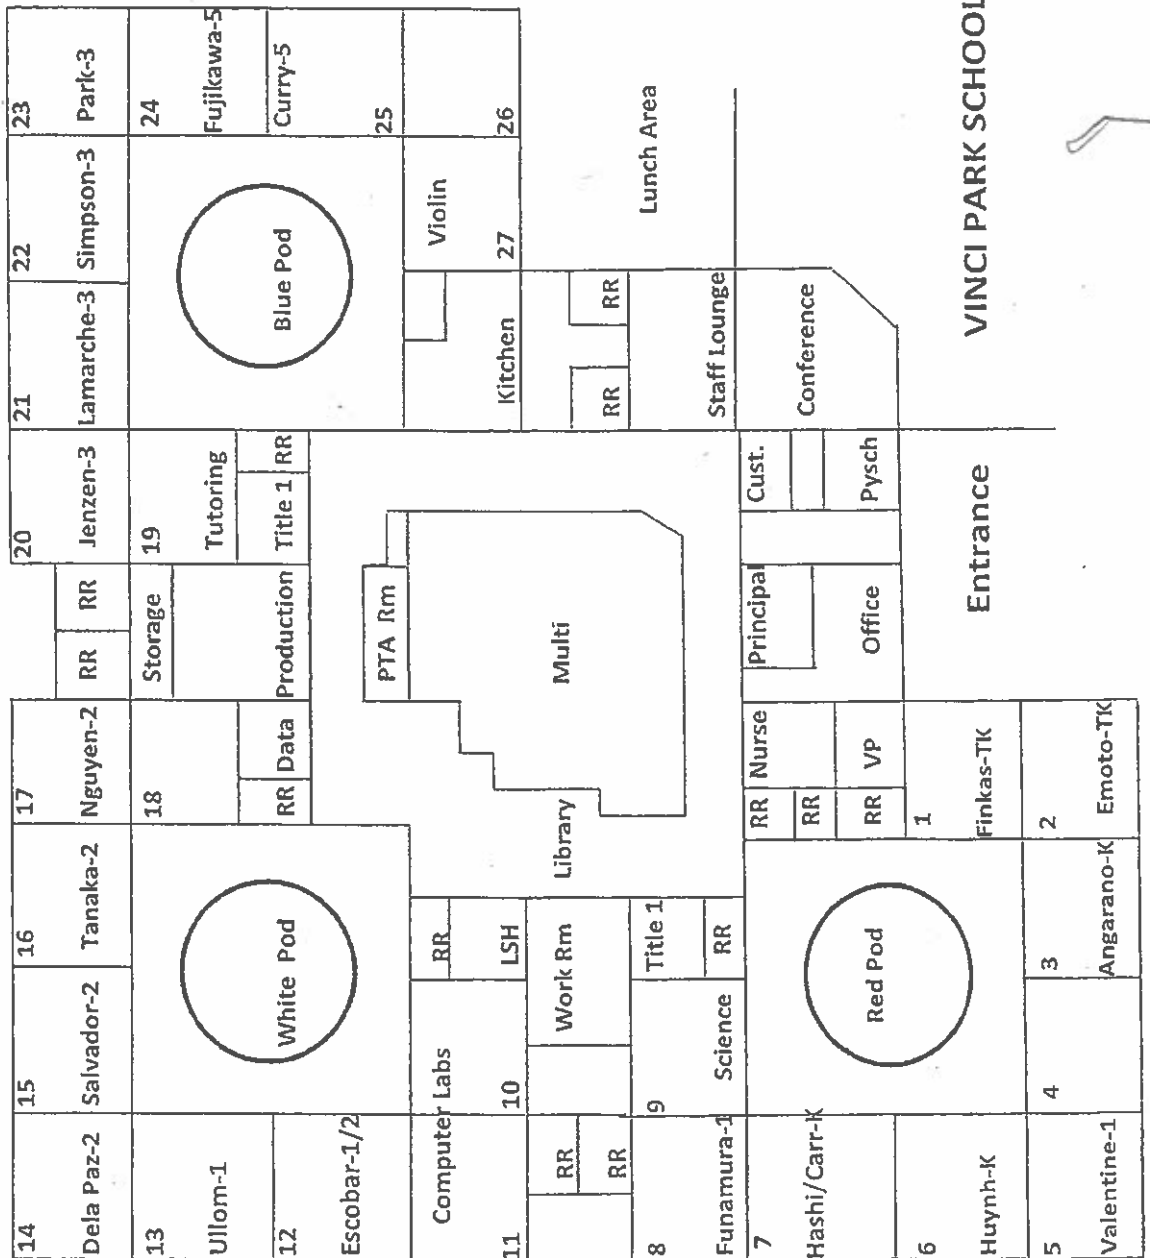 VINCI PARK SCHOOL
14
Dela Paz-2
15
Salvador-2
16
Tanaka-2
17
Nguyen-2
RR
RR
20
Jenzen-3
21
Lamarche-3
22
Simpson-3
23
Park-3
13
Ullom-1
12
Escobar-1/2
White Pod
18
RR
Data
Storage
Production
19
Tutoring
Title 1
RR
Blue Pod
24
Fujikawa-5
Curry-5
25
Computer Labs
11
10
RR
LSH
Library
PTA Rm
Multi
Kitchen
Violin
27
26
RR
RR
Work Rm
RR
RR
Lunch Area
8
Funamura-1
9
Science
Title 1
RR
Staff Lounge
7
Hashi/Carr-K
6
Huynh-K
Red Pod
RR
RR
RR
Nurse
VP
Principal
Office
Cust.
Pysch
Conference
1
Finkas-TK
Entrance
5
Valentine-1
4
3
Angarano-K
2
Emoto-TK